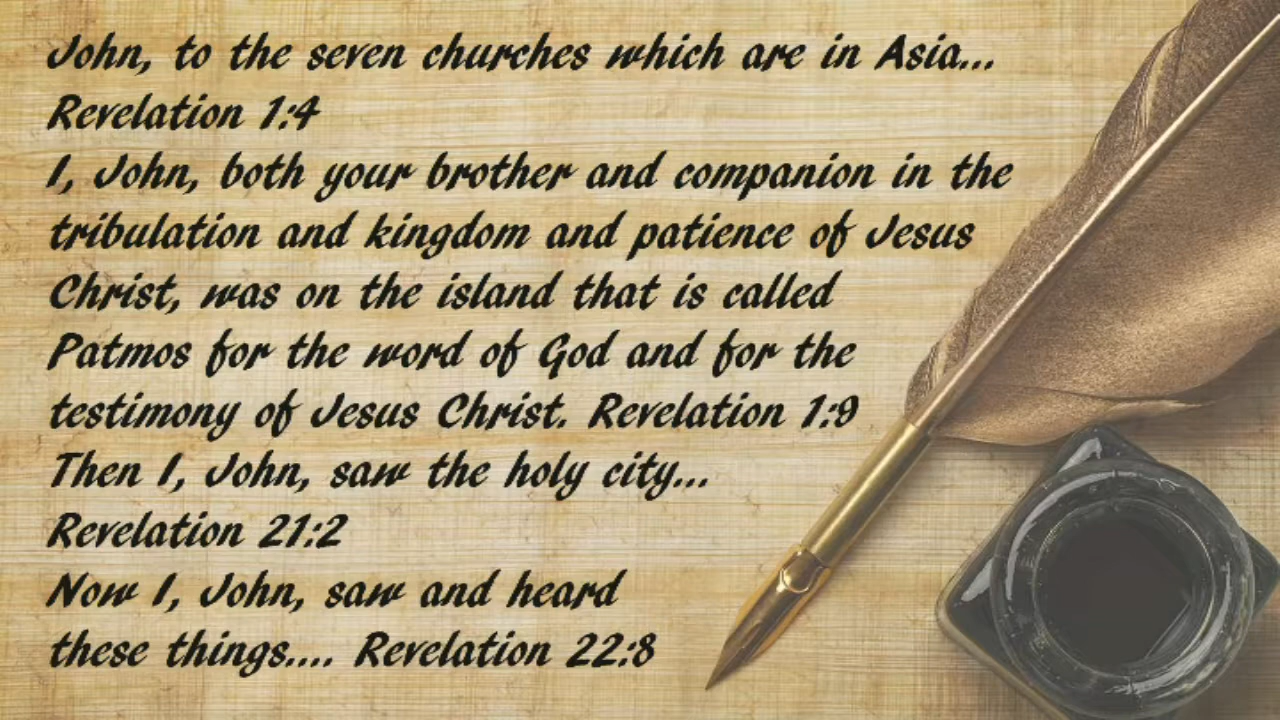 John, to the seven churches which are in Asia...
Revelation 1:4
I, John, both your brother and companion in the
tribulation and kingdom and patience of Jesus
Christ, was on the island that is called
Patmos for the word of God and for the
testimony of Jesus Christ. Revelation 1:9
Then I, John, saw the holy city...
Revelation 21:2
Now I, John, saw and heard
these things.... Revelation 22:8